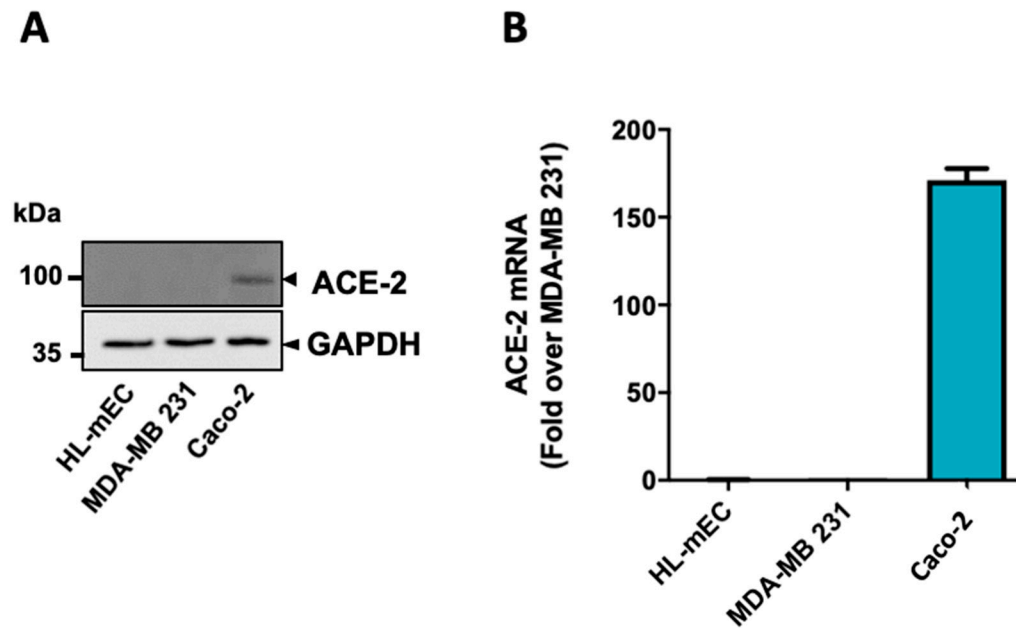 A
kDa
100
ACE-2
35
GAPDH
HL-mEC
MDA-MB 231
Caco-2
B
ACE-2 mRNA
(Fold over MDA-MB 231)
200
150
100
50
0
HL-mEC
MDA-MB 231
Caco-2